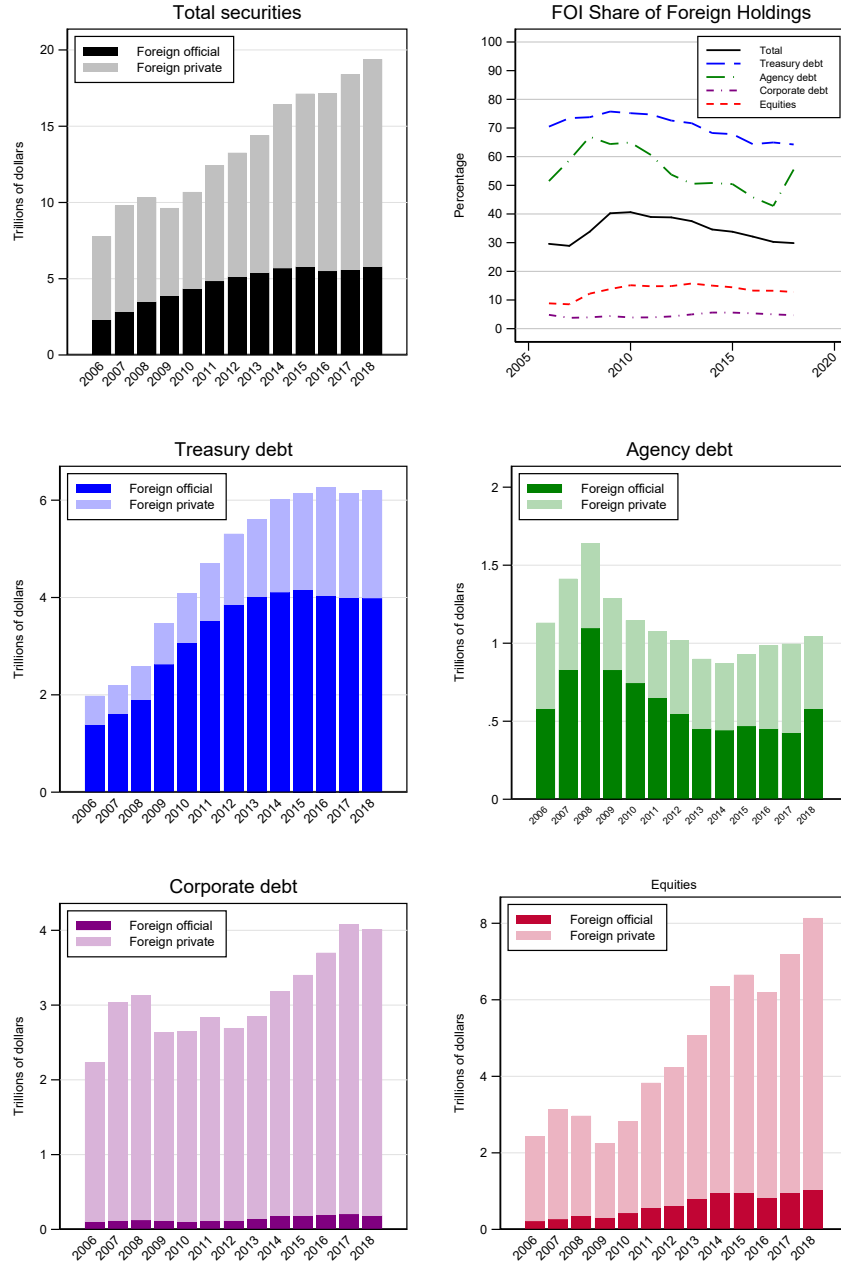 Total securities
Foreign official
Foreign private
Trillions of dollars
20
15
10
5
0
2006 2007 2008 2009 2010 2011 2012 2013 2014 2015 2016 2017 2018
FOI Share of Foreign Holdings
Total
Treasury debt
Agency debt
Corporate debt
Equities
Percentage
100
90
80
70
60
50
40
30
20
10
0
2005 2010 2015 2020
Treasury debt
Foreign official
Foreign private
Trillions of dollars
6
4
2
0
2006 2007 2008 2009 2010 2011 2012 2013 2014 2015 2016 2017 2018
Agency debt
Foreign official
Foreign private
Trillions of dollars
2
1.5
1
.5
0
2006 2007 2008 2009 2010 2011 2012 2013 2014 2015 2016 2017 2018
Corporate debt
Foreign official
Foreign private
Trillions of dollars
4
3
2
1
0
2006 2007 2008 2009 2010 2011 2012 2013 2014 2015 2016 2017 2018
Equities
Foreign official
Foreign private
Trillions of dollars
8
6
4
2
0
2006 2007 2008 2009 2010 2011 2012 2013 2014 2015 2016 2017 2018